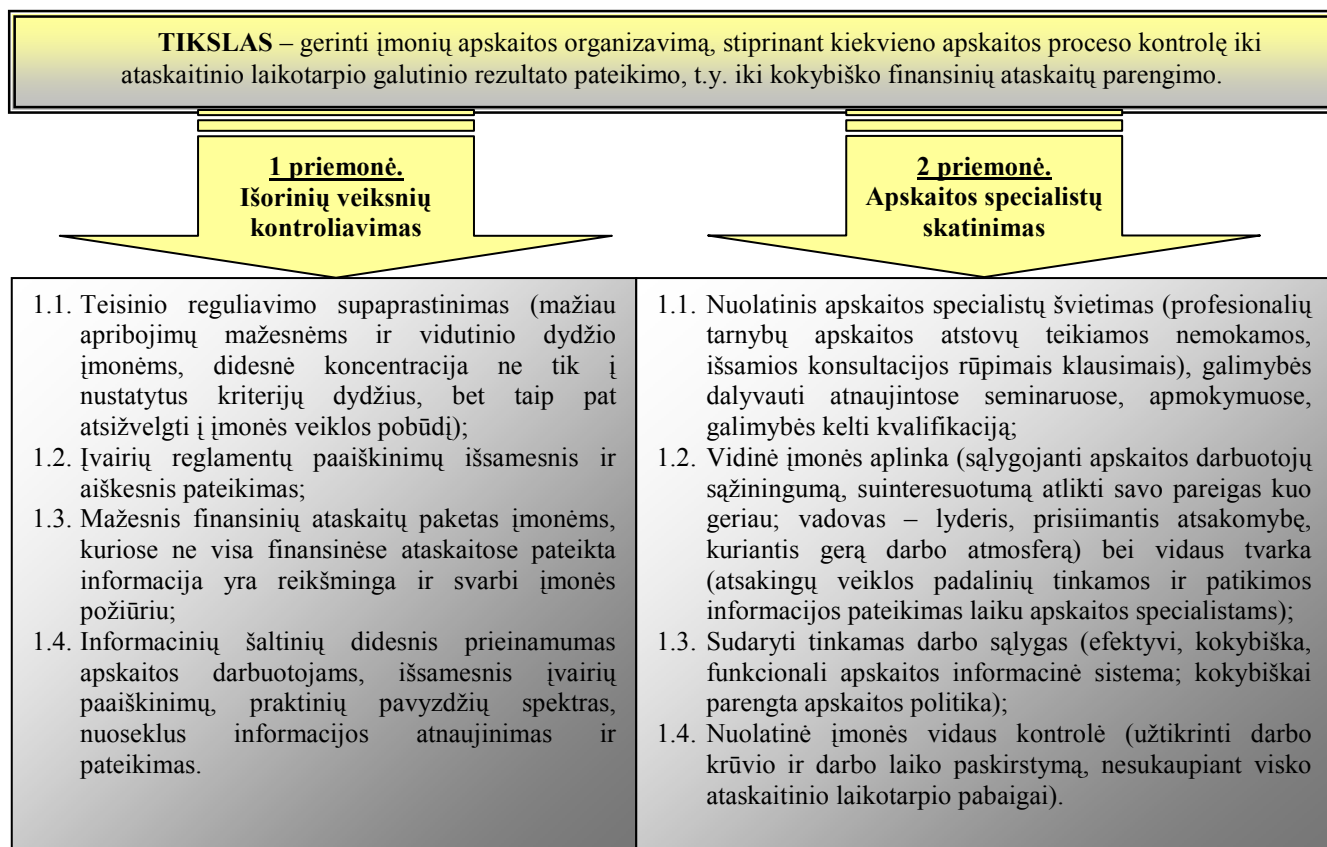 TIKSLAS – gerinti įmonių apskaitos organizavimą, stiprinant kiekvieno apskaitos proceso kontrolę iki
ataskaitinio laikotarpio galutinio rezultato pateikimo, t.y. iki kokybiško finansinių ataskaitų parengimo.
1 priemonė.
Išorinių veiksnių
kontroliavimas
2 priemonė.
Apskaitos specialistų
skatinimas
1.1. Teisinio reguliavimo supaprastinimas (mažiau
apribojimų mažesnėms ir vidutinio dydžio
įmonėms, didesnė koncentracija ne tik į
nustatytus kriterijų dydžius, bet taip pat
atsižvelgti į įmonės veiklos pobūdį);
1.2. Įvairių reglamentų paaiškinimų išsamesnis ir
aiškesnis pateikimas;
1.3. Mažesnis finansinių ataskaitų paketas įmonėms,
kuriose ne visa finansinėse ataskaitose pateikta
informacija yra reikšminga ir svarbi įmonės
požiūriu;
1.4. Informacinių šaltinių didesnis prieinamumas
apskaitos darbuotojams, išsamesnis įvairių
paaiškinimų, praktinių pavyzdžių spektras,
nuoseklus informacijos atnaujinimas ir
pateikimas.
1.1. Nuolatinis apskaitos specialistų švietimas (profesionalių
tarnybų apskaitos atstovų teikiamos nemokamos,
išsamios konsultacijos rūpimais klausimais), galimybės
dalyvauti atnaujintose seminaruose, apmokymuose,
galimybės kelti kvalifikaciją;
1.2. Vidinė įmonės aplinka (sąlygojanti apskaitos darbuotojų
sąžiningumą, suinteresuotumą atlikti savo pareigas kuo
geriau; vadovas – lyderis, prisiimantis atsakomybę,
kuriantis gerą darbo atmosferą) bei vidaus tvarka
(atsakingų veiklos padalinių tinkamos ir patikimos
informacijos pateikimas laiku apskaitos specialistams);
1.3. Sudaryti tinkamas darbo sąlygas (efektyvi, kokybiška,
funkcionali apskaitos informacinė sistema; kokybiškai
parengta apskaitos politika);
1.4. Nuolatinė įmonės vidaus kontrolė (užtikrinti darbo
krūvio ir darbo laiko paskirstymą, nesukaupiant visko
ataskaitinio laikotarpio pabaigai).